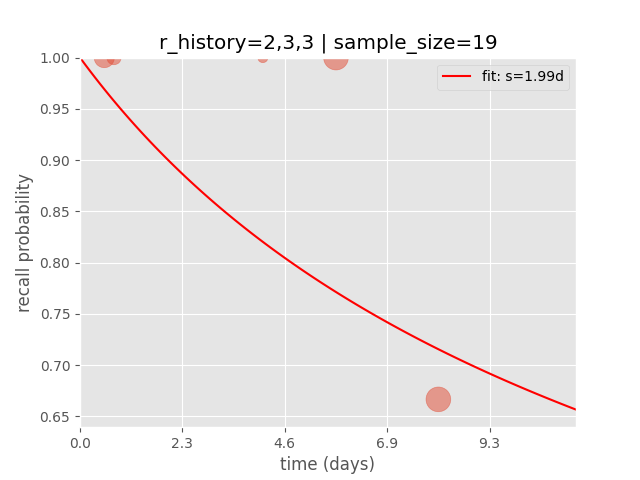 r_history=2,3,3 | sample_size=19
fit: s=1.99d
1.00
0.95
0.90
0.85
0.80
0.75
0.70
0.65
recall probability
0.0 2.3 4.6 6.9 9.3
time (days)